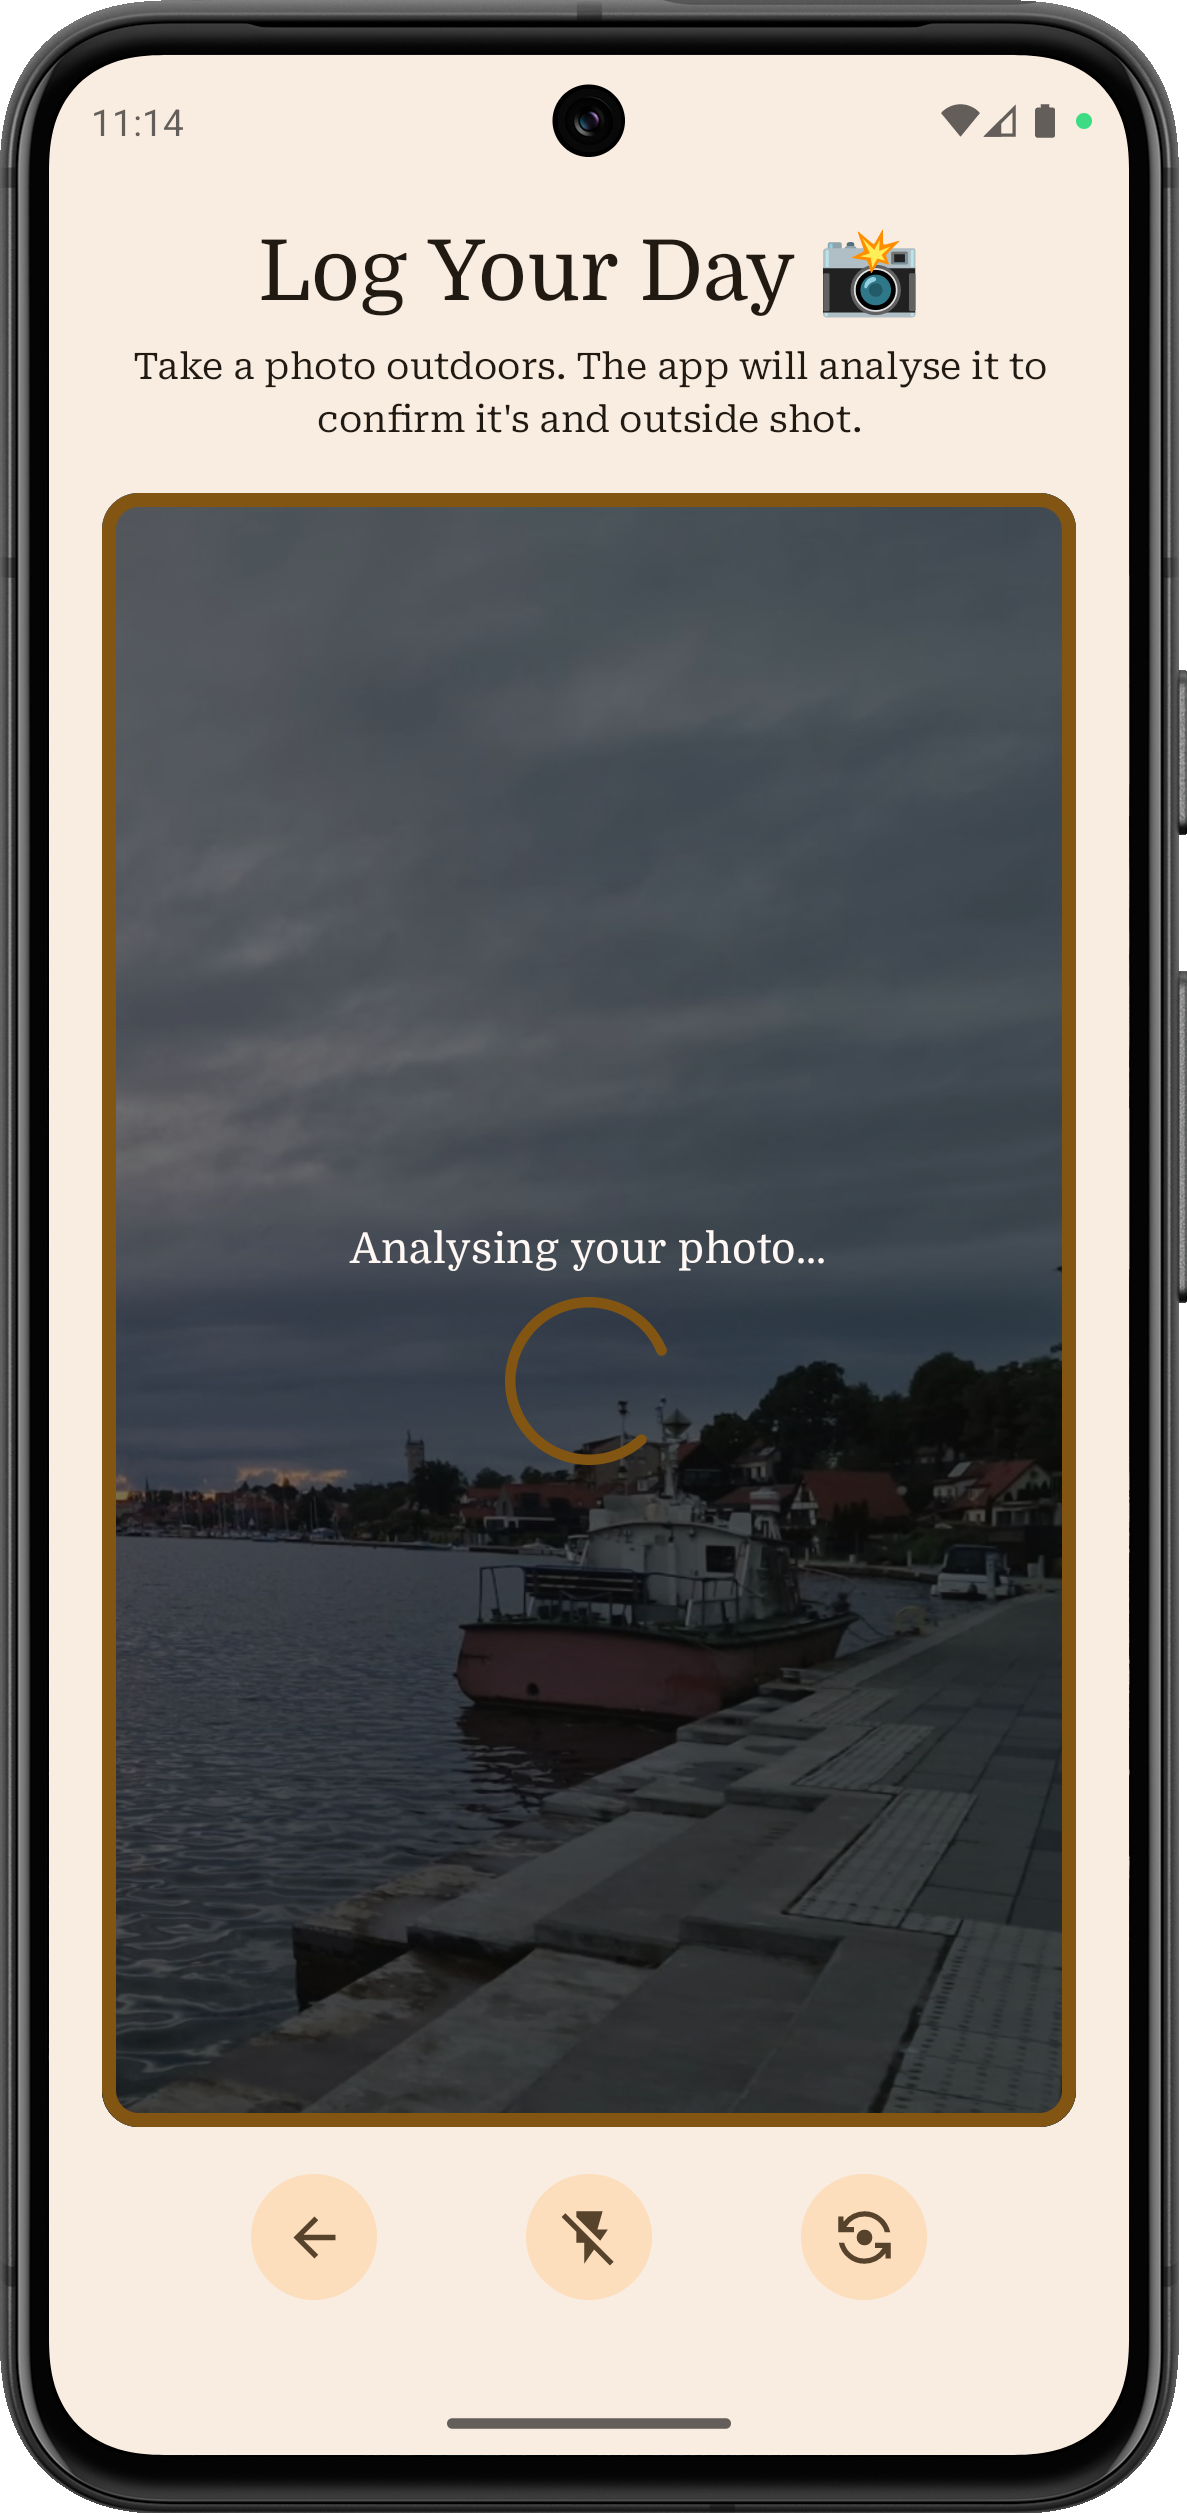 11:14
Log Your Day 📸
Take a photo outdoors. The app will analyse it to
confirm it's and outside shot.
Analysing your photo...